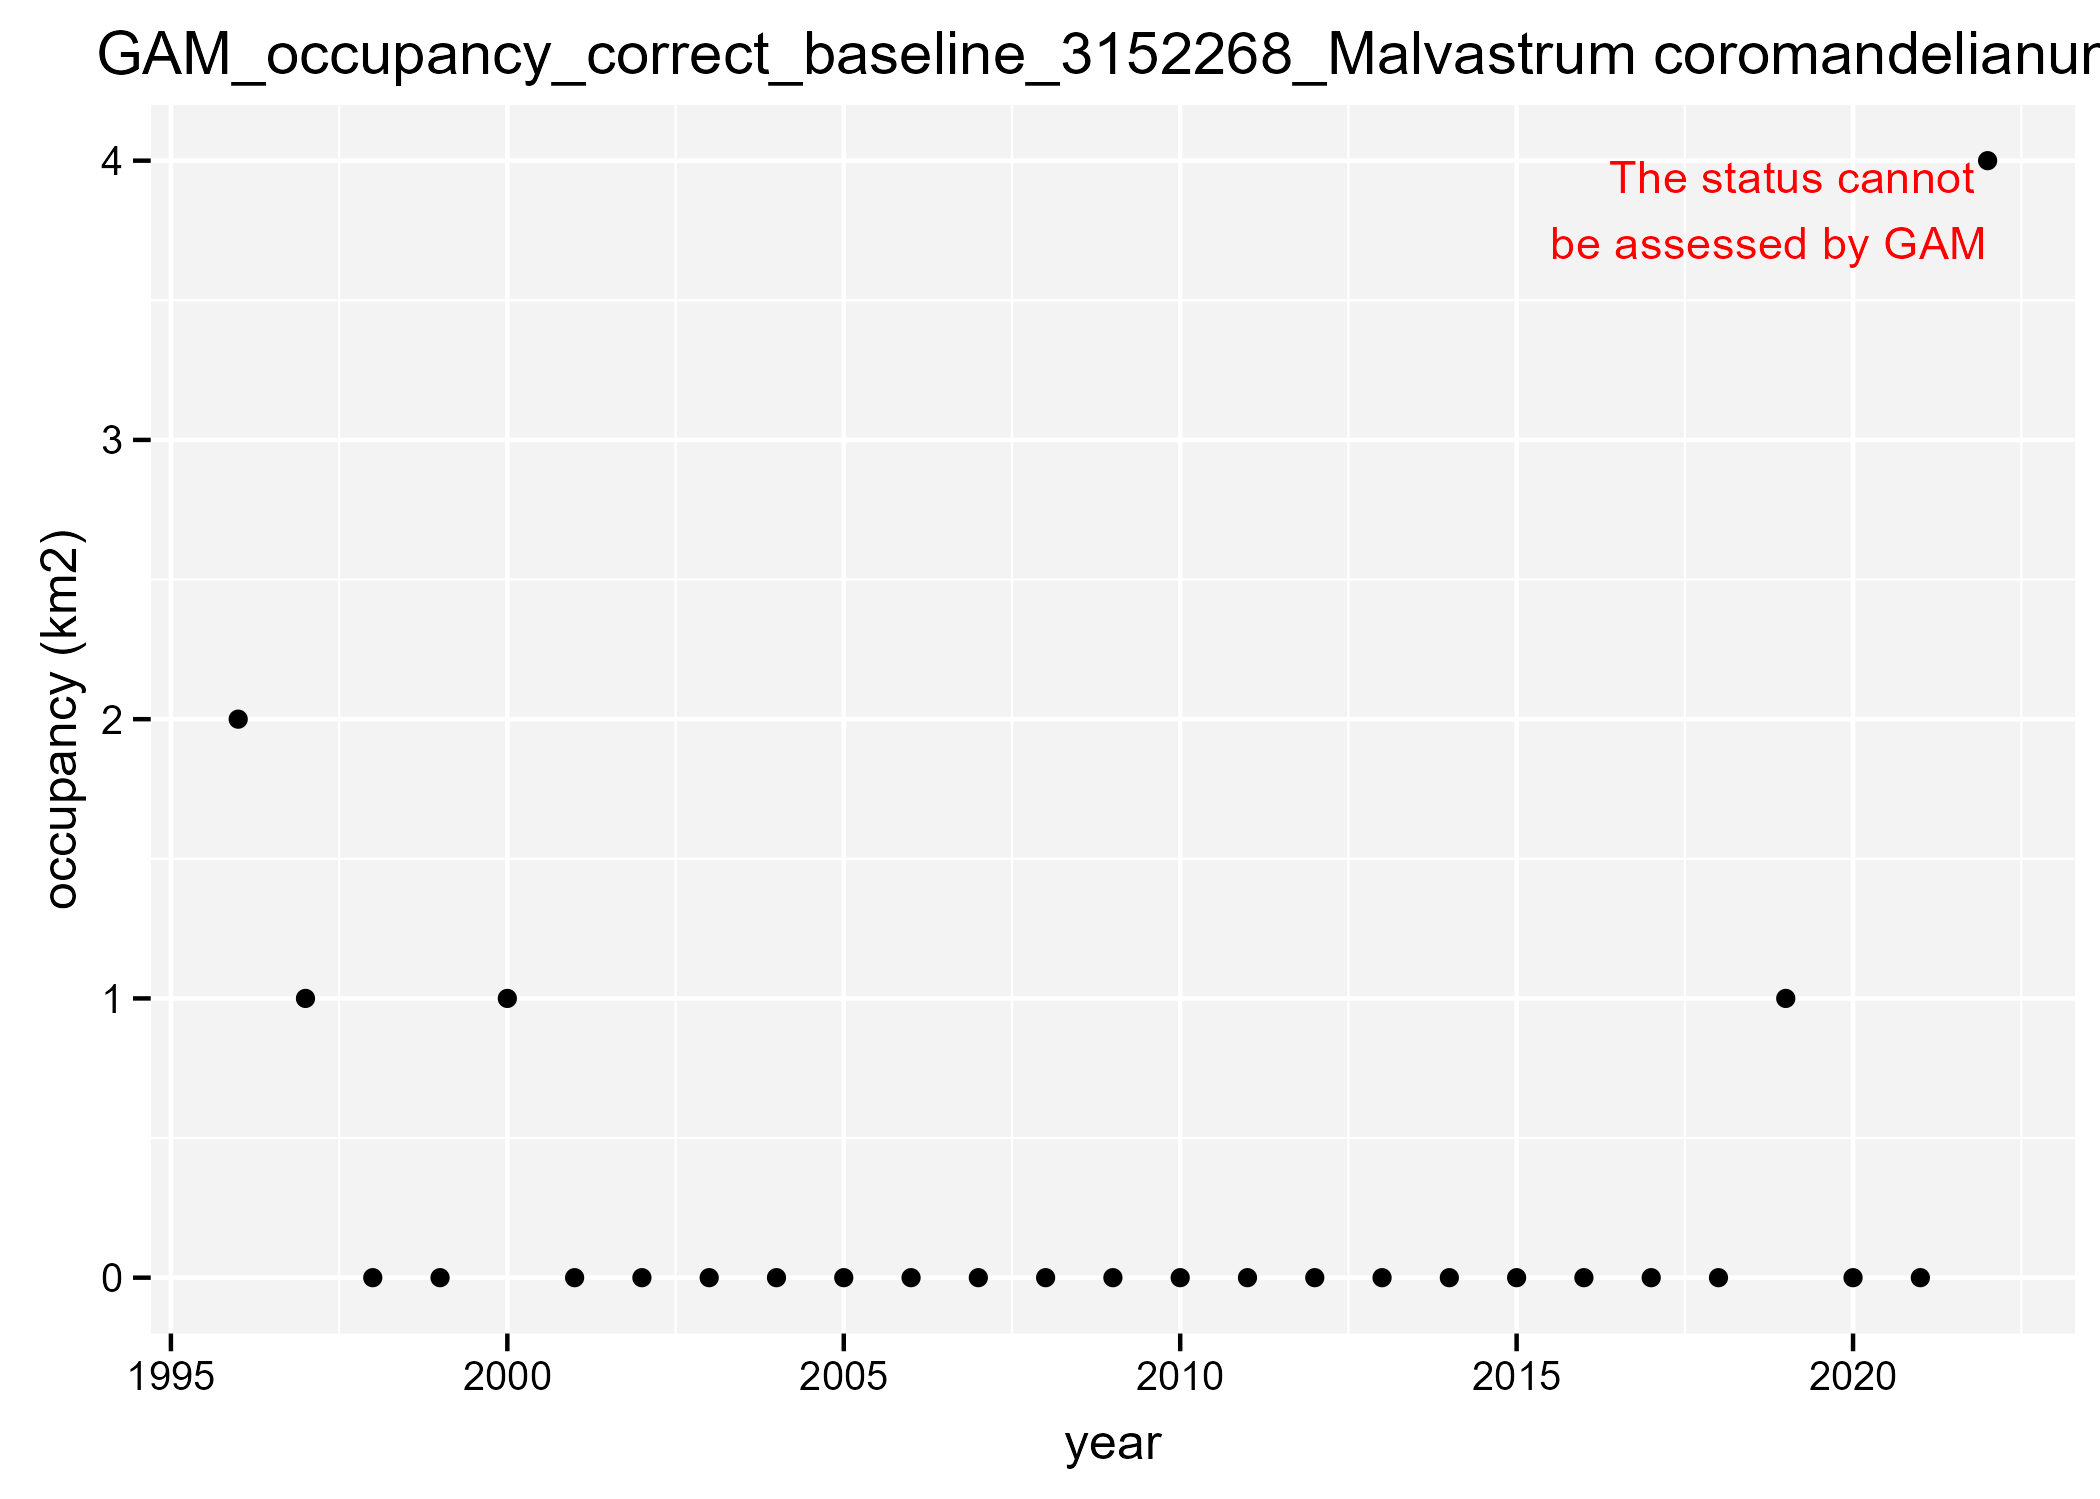 GAM_occupancy_correct_baseline_3152268_Malvastrum
4
The status cannot
be assessed by GAM
3
occupancy (km2)
2
1
0
1995 2000 2005 2010 2015 2020
year